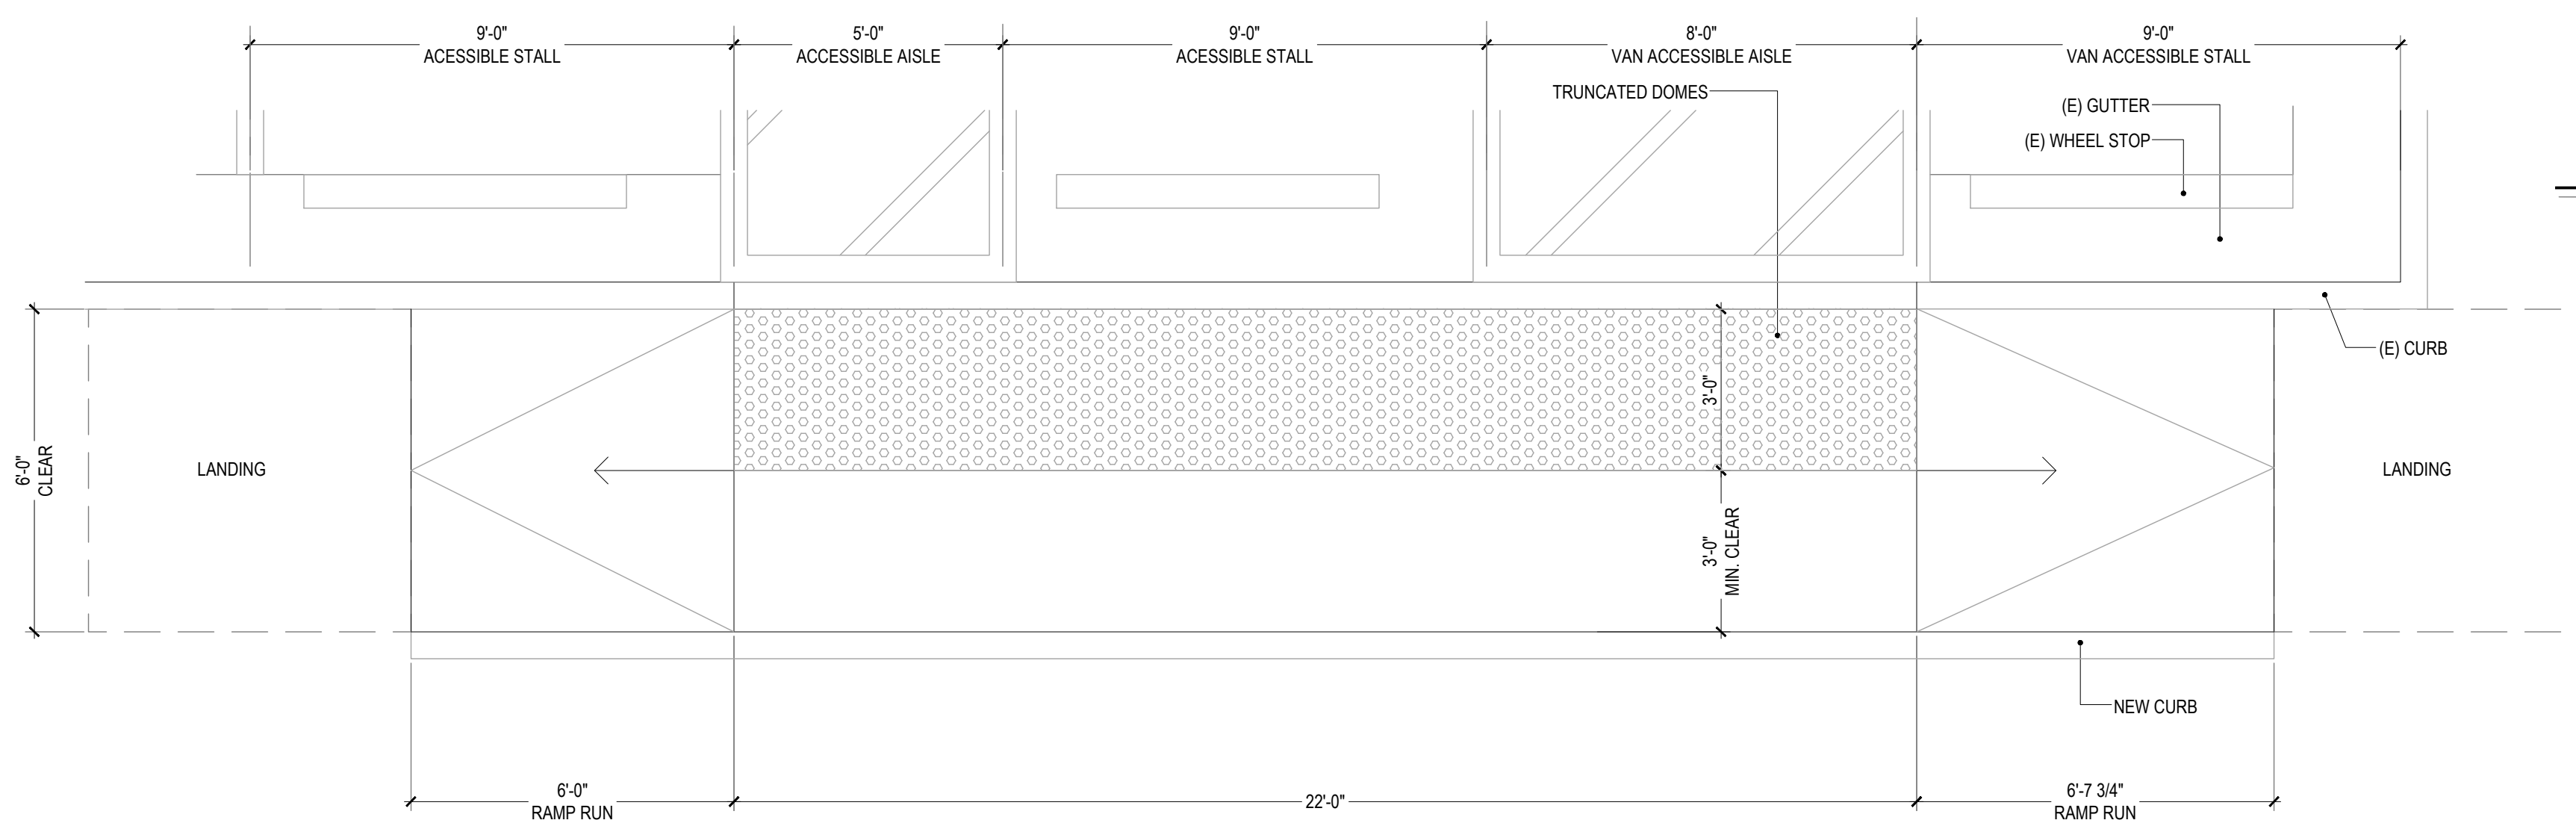 9'-0"
ACESSIBLE STALL
5'-0"
ACCESSIBLE AISLE
9'-0"
ACESSIBLE STALL
8'-0"
VAN ACCESSIBLE AISLE
9'-0"
VAN ACCESSIBLE STALL
TRUNCATED DOMES
(E) GUTTER
(E) WHEEL STOP
(E) CURB
6'-0"
CLEAR
LANDING
3'-0"
LANDING
3'-0"
MIN. CLEAR
NEW CURB
6'-0"
RAMP RUN
22'-0"
6'-7 3/4"
RAMP RUN